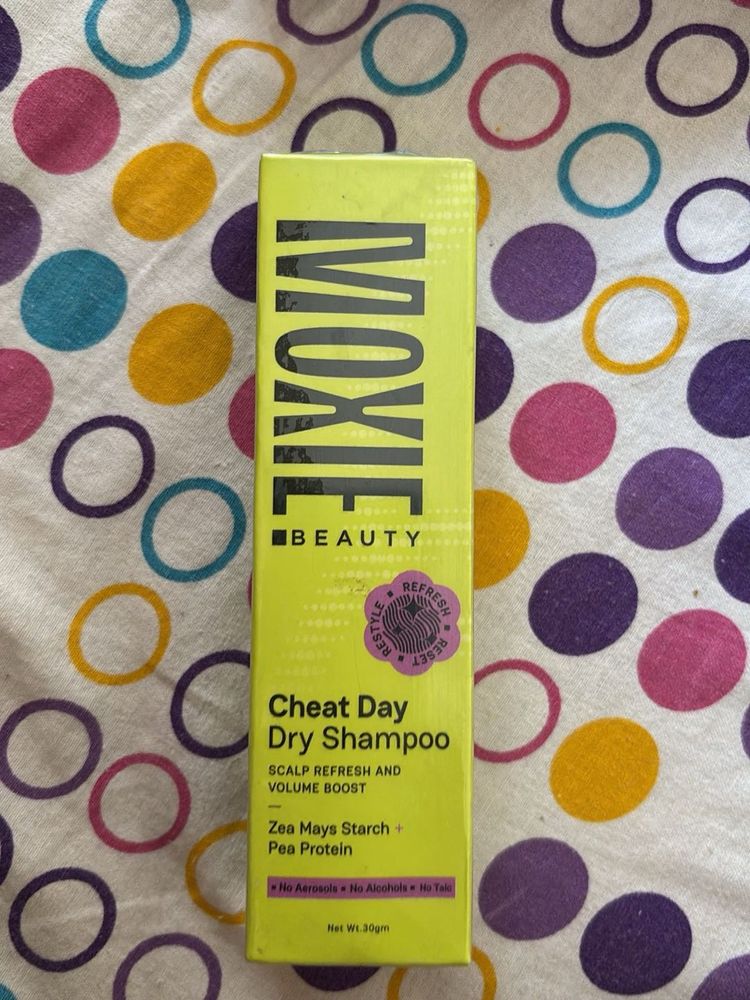 MOXIE
BEAUTY
REFRESH
RESET
RESTYLE
Cheat Day
Dry Shampoo
SCALP REFRESH AND
VOLUME BOOST
Zea Mays Starch +
Pea Protein
No Aerosols ▪ No Alcohols ▪ No Talc
Net Wt.30gm